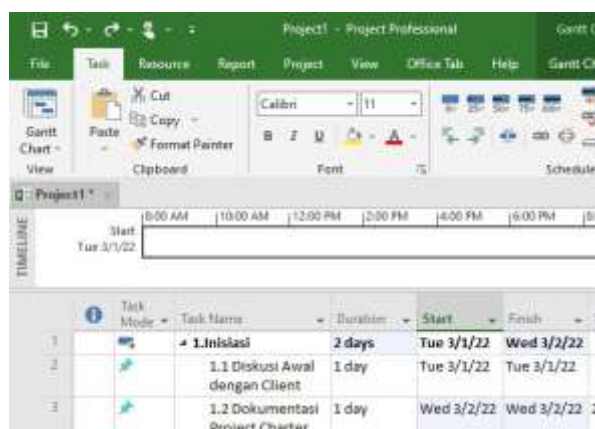 Project1 - Project Professional
Gantt C
File Task Resource Report Project View Office Tab Help Gantt Ch
Gantt Chart
View
Paste
Cut
Copy
Format Painter
Clipboard
Calibri 11
B I U A
Font
Schedule
Project1 *
TIMELINE
Start
Tue 3/1/22
8:00 AM 10:00 AM 12:00 PM 2:00 PM 4:00 PM 6:00 PM
Task Mode Task Name Duration Start Finish
1 1.Inisiasi 2 days Tue 3/1/22 Wed 3/2/22
2 1.1 Diskusi Awal dengan Client 1 day Tue 3/1/22 Tue 3/1/22
3 1.2 Dokumentasi Project Charter 1 day Wed 3/2/22 Wed 3/2/22 2